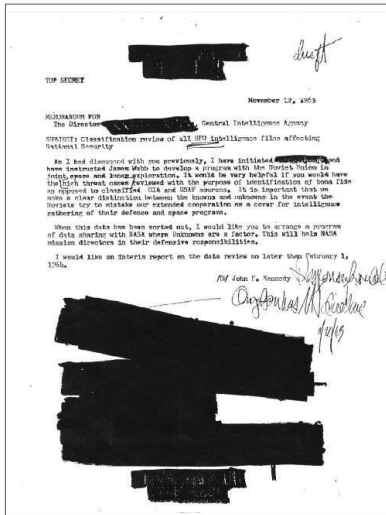 draft
TOP SECRET
November 12, 1963
MEMORANDUM FOR
The Director Central Intelligence Agency
SUBJECT: Classification review of all UFO intelligence files affecting
National Security
As I had discussed with you previously, I have initiated and
have instructed James Webb to develop a program with the Soviet Union in
joint space and lunar exploration. It would be very helpful if you would have
the high threat cases reviewed with the purpose of identification of bona fide
as opposed to classified CIA and USAF sources. It is important that we
make a clear distinction between the knowns and unknowns in the event the
Soviets try to mistake our extended cooperation as a cover for intelligence
gathering of their defence and space programs.
When this data has been sorted out, I would like you to arrange a program
of data sharing with NASA where Unknowns are a factor. This will help NASA
mission directors in their defensive responsibilities.
I would like an interim report on the data review no later than February 1,
1964.
/S/ John F. Kennedy